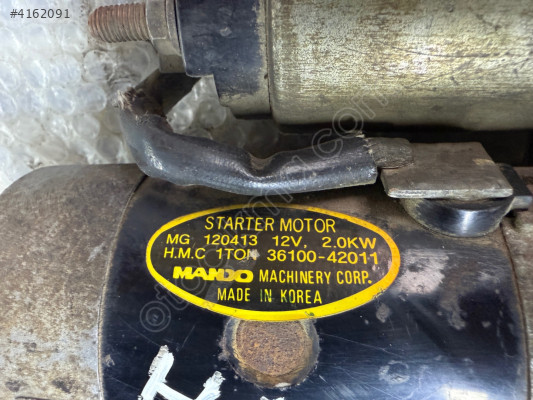 #4162091
STARTER MOTOR
MG 120413 12V, 2.0KW
H.M.C 1TON 36100-42011
MANDO MACHINERY CORP.
MADE IN KOREA